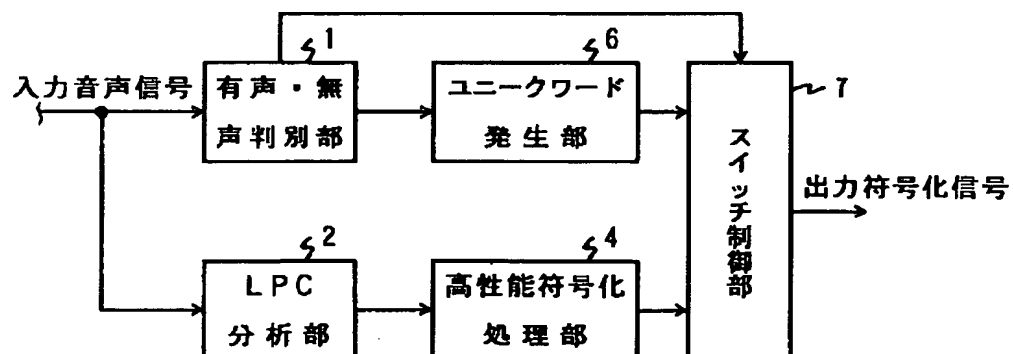 1
6
入力音声信号
有声・無
声判別部
ユニークワード
発生部
7
スイッチ制御部
出力符号化信号
2
4
LPC
分析部
高性能符号化
処理部